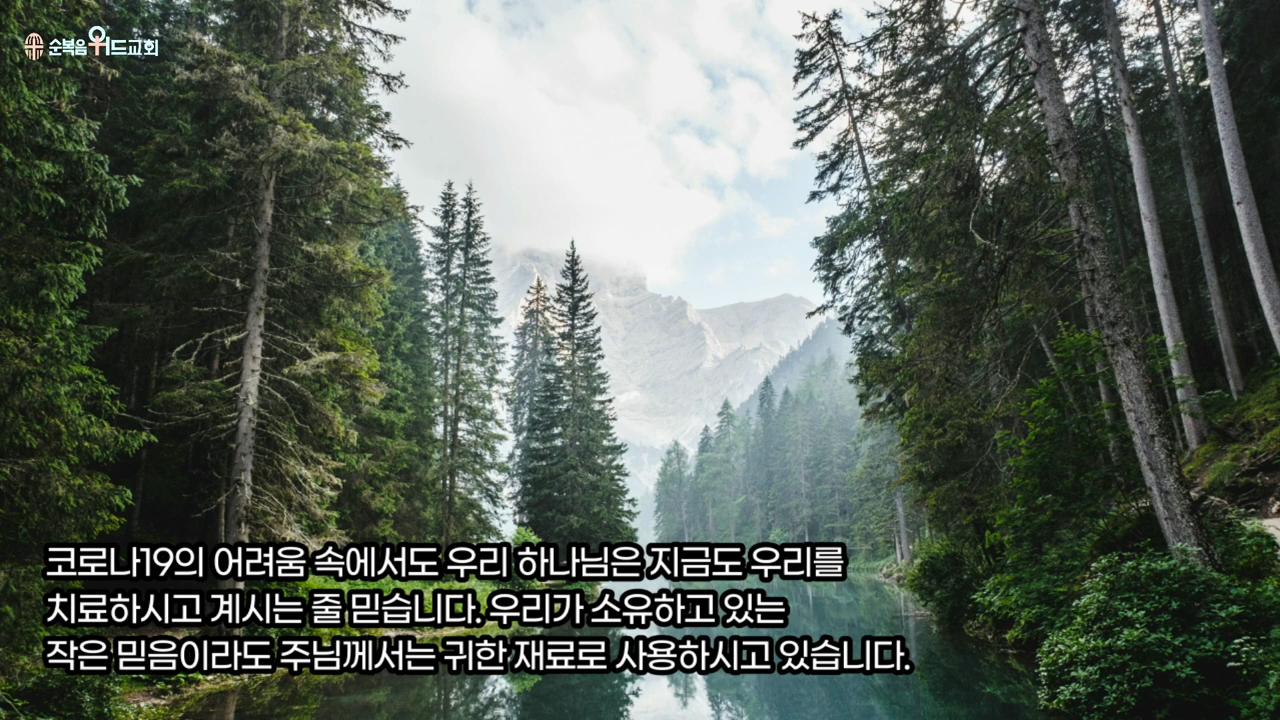 순복음위드교회
코로나19의 어려움 속에서도 우리 하나님은 지금도 우리를
치료하시고 계시는 줄 믿습니다. 우리가 소유하고 있는
작은 믿음이라도 주님께서는 귀한 재료로 사용하시고 있습니다.